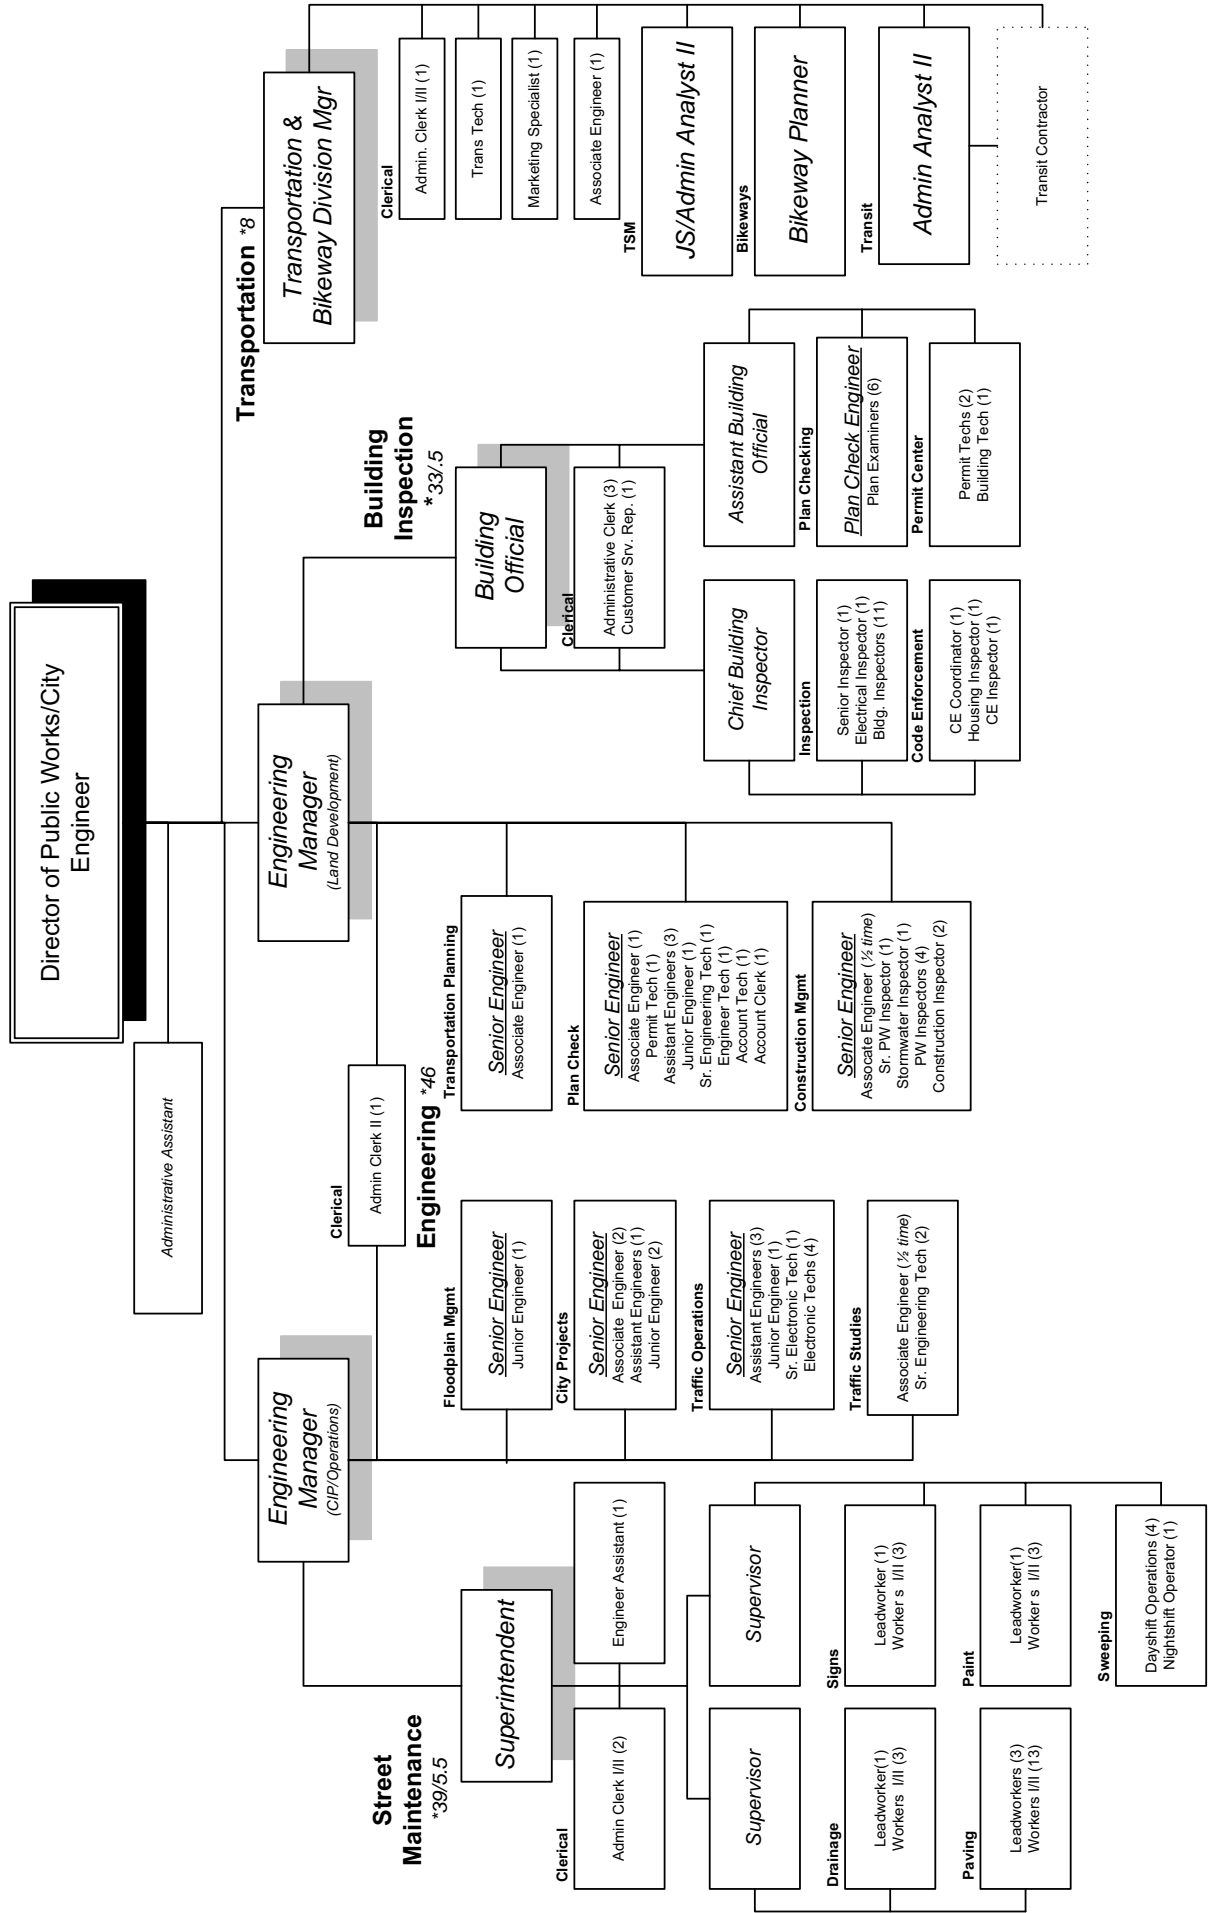 Director of Public Works/City
Engineer
Administrative Assistant
Engineering
Manager
(CIP/Operations)
Engineering
Manager
(Land Development)
Transportation *8
Transportation &
Bikeway Division Mgr
Clerical
Admin Clerk II (1)
Engineering *46
Street
Maintenance
*39/5.5
Superintendent
Clerical
Admin Clerk I/II (2)
Engineer Assistant (1)
Supervisor
Supervisor
Drainage
Leadworker(1)
Workers I/II (3)
Paving
Leadworkers (3)
Workers I/II (13)
Signs
Leadworker (1)
Worker s I/II (3)
Paint
Leadworker(1)
Worker s I/II (3)
Sweeping
Dayshift Operations (4)
Nightshift Operator (1)
Floodplain Mgmt
Senior Engineer
Junior Engineer (1)
City Projects
Senior Engineer
Associate Engineer (2)
Assistant Engineers (1)
Junior Engineer (2)
Traffic Operations
Senior Engineer
Assistant Engineers (3)
Junior Engineer (1)
Sr. Electronic Tech (1)
Electronic Techs (4)
Traffic Studies
Associate Engineer (½ time)
Sr. Engineering Tech (2)
Transportation Planning
Senior Engineer
Associate Engineer (1)
Plan Check
Senior Engineer
Associate Engineer (1)
Permit Tech (1)
Assistant Engineers (3)
Junior Engineer (1)
Sr. Engineering Tech (1)
Engineer Tech (1)
Account Tech (1)
Account Clerk (1)
Construction Mgmt
Senior Engineer
Assocate Engineer (½ time)
Sr. PW Inspector (1)
Stormwater Inspector (1)
PW Inspectors (4)
Construction Inspector (2)
Building
Inspection
*33/.5
Building
Official
Clerical
Administrative Clerk (3)
Customer Srv. Rep. (1)
Chief Building
Inspector
Inspection
Senior Inspector (1)
Electrical Inspector (1)
Bldg. Inspectors (11)
Code Enforcement
CE Coordinator (1)
Housing Inspector (1)
CE Inspector (1)
Assistant Building
Official
Plan Checking
Plan Check Engineer
Plan Examiners (6)
Permit Center
Permit Techs (2)
Building Tech (1)
Clerical
Admin. Clerk I/II (1)
Trans Tech (1)
Marketing Specialist (1)
Associate Engineer (1)
TSM
JS/Admin Analyst II
Bikeways
Bikeway Planner
Transit
Admin Analyst II
Transit Contractor